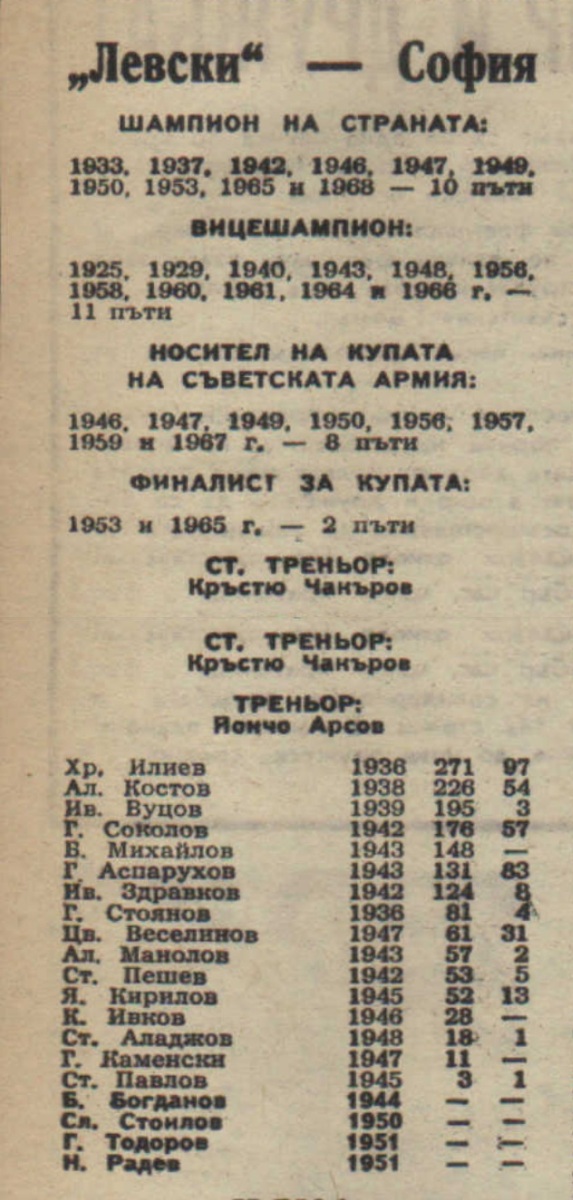 „Левски“ — София
ШАМПИОН НА СТРАНАТА:
1933, 1937, 1942, 1946, 1947, 1949,
1950, 1953, 1965 и 1968 — 10 пъти
ВИЦЕШАМПИОН:
1925, 1929, 1940, 1943, 1948, 1956,
1958, 1960, 1961, 1964 и 1966 г. —
11 пъти
НОСИТЕЛ НА КУПАТА
НА СЪВЕТСКАТА АРМИЯ:
1946, 1947, 1949, 1950, 1956, 1957,
1959 и 1967 г. — 8 пъти
ФИНАЛИСТ ЗА КУПАТА:
1953 и 1965 г. — 2 пъти
СТ. ТРЕНЬОР:
Кръстю Чакъров
СТ. ТРЕНЬОР:
Кръстю Чакъров
ТРЕНЬОР:
Йончо Арсов
Хр. Илиев 1936 271 97
Ал. Костов 1938 226 54
Ив. Вуцов 1939 195 3
Г. Соколов 1942 176 57
Б. Михайлов 1943 148 —
Г Аспарухов 1943 131 83
Ив. Здравков 1942 124 8
Г. Стоянов 1936 81 4
Цв. Веселинов 1947 61 31
Ал. Манолов 1943 57 2
Ст. Пешев 1942 53 5
Я. Кирилов 1945 52 13
К. Ивков 1946 28 —
Ст. Аладжов 1948 18 1
Г. Каменски 1947 11 —
Ст. Павлов 1945 3 1
Б. Богданов 1944 — —
Сл. Стоилов 1950 — —
Г. Тодоров 1951 — —
Н. Радев 1951 — —